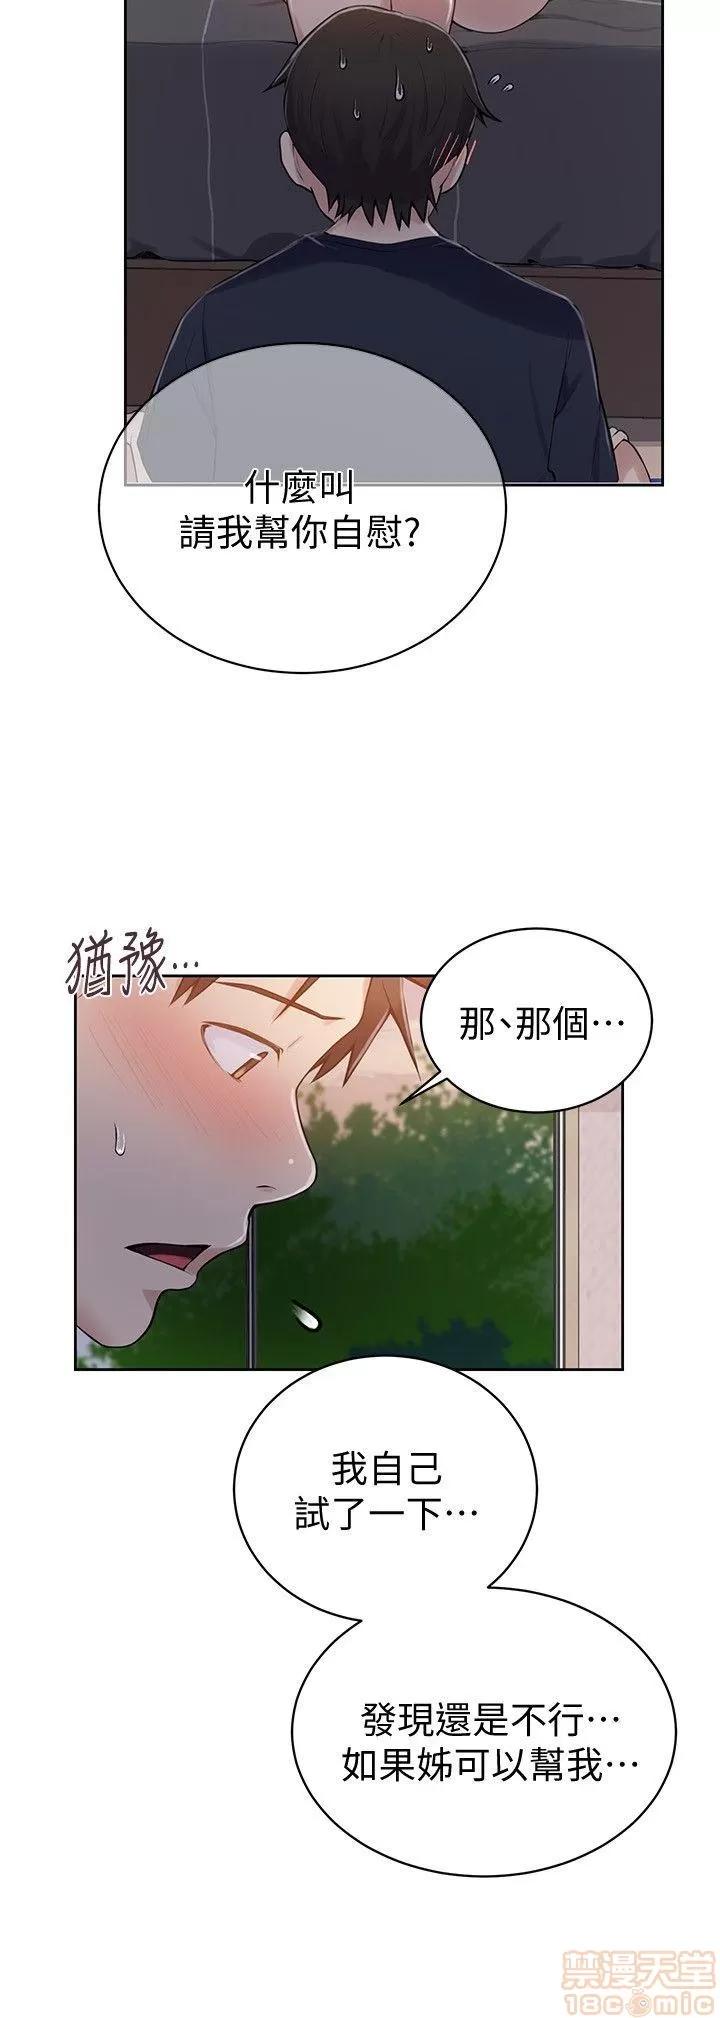 什麼叫
請我幫你自慰?
猶豫…
那、那個…
我自己
試了一下…
發現還是不行…
如果姊可以幫我…
禁漫天堂
18comic